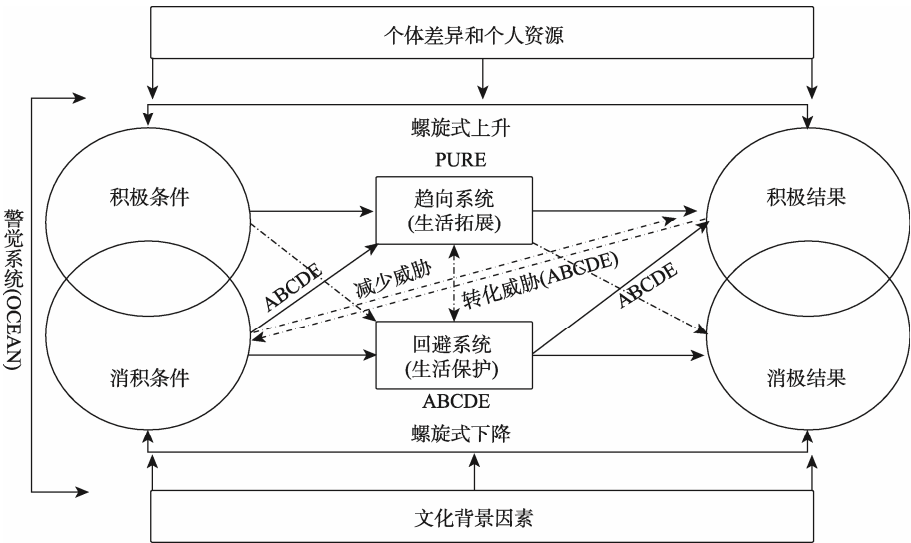 个体差异和个人资源
螺旋式上升
PURE
积极条件
趋向系统
(生活拓展)
积极结果
警觉系统(OCEAN)
ABCDE
减少威胁
转化威胁(ABCDE)
ABCDE
消积条件
回避系统
(生活保护)
消极结果
ABCDE
螺旋式下降
文化背景因素